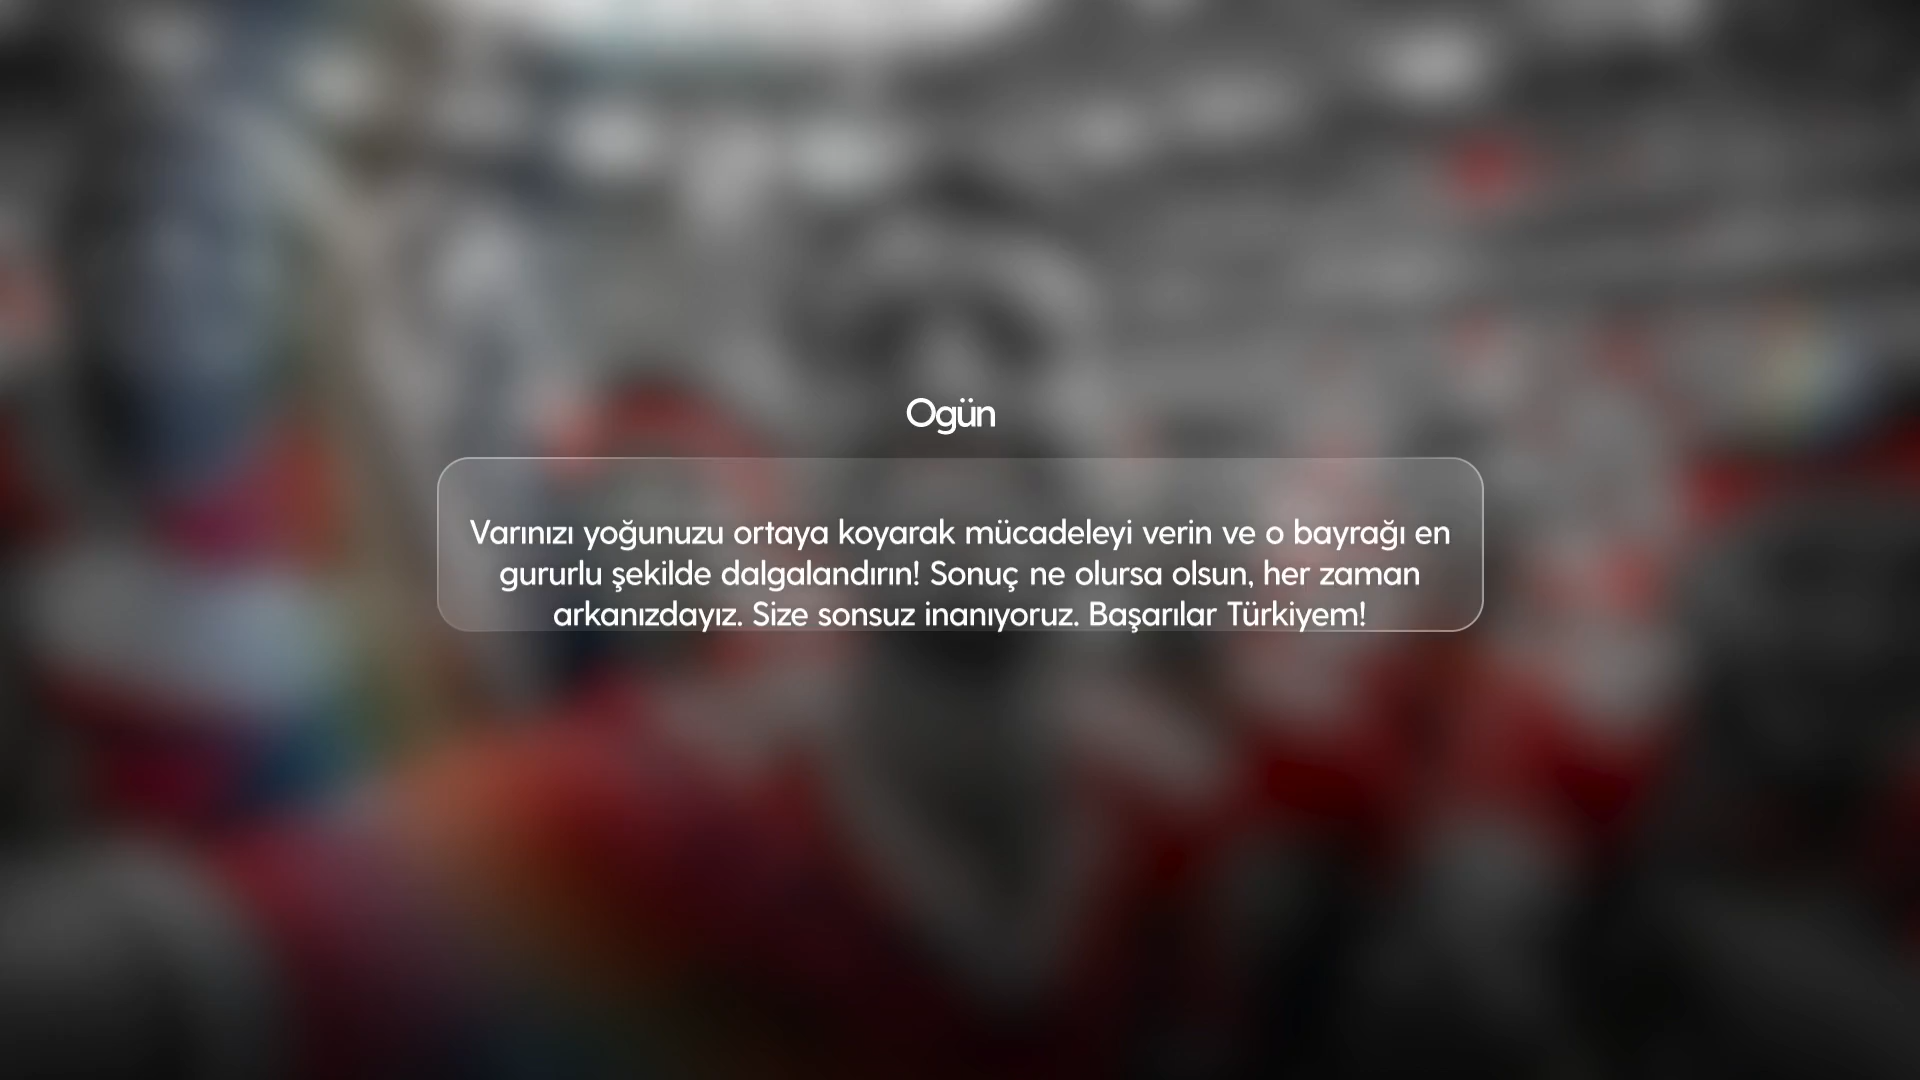 Ogün
Varınızı yoğunuzu ortaya koyarak mücadeleyi verin ve o bayrağı en
gururlu şekilde dalgalandırın! Sonuç ne olursa olsun, her zaman
arkanızdayız. Size sonsuz inanıyoruz. Başarılar Türkiyem!